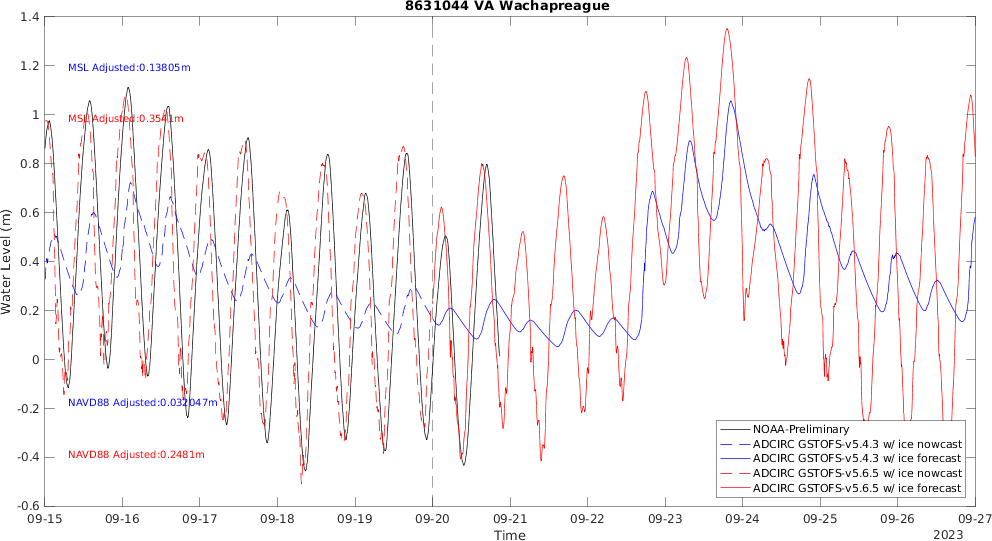 8631044 VA Wachapreague
1.4
1.2
1
0.8
0.6
0.4
0.2
0
-0.2
-0.4
-0.6
Water Level (m)
MSL Adjusted:0.13805m
MSL Adjusted:0.3541m
NAVD88 Adjusted:0.032047m
NAVD88 Adjusted:0.2481m
NOAA-Preliminary
ADCIRC GSTOFS-v5.4.3 w/ ice nowcast
ADCIRC GSTOFS-v5.4.3 w/ ice forecast
ADCIRC GSTOFS-v5.6.5 w/ ice nowcast
ADCIRC GSTOFS-v5.6.5 w/ ice forecast
09-15 09-16 09-17 09-18 09-19 09-20 09-21 09-22 09-23 09-24 09-25 09-26 09-27
Time
2023